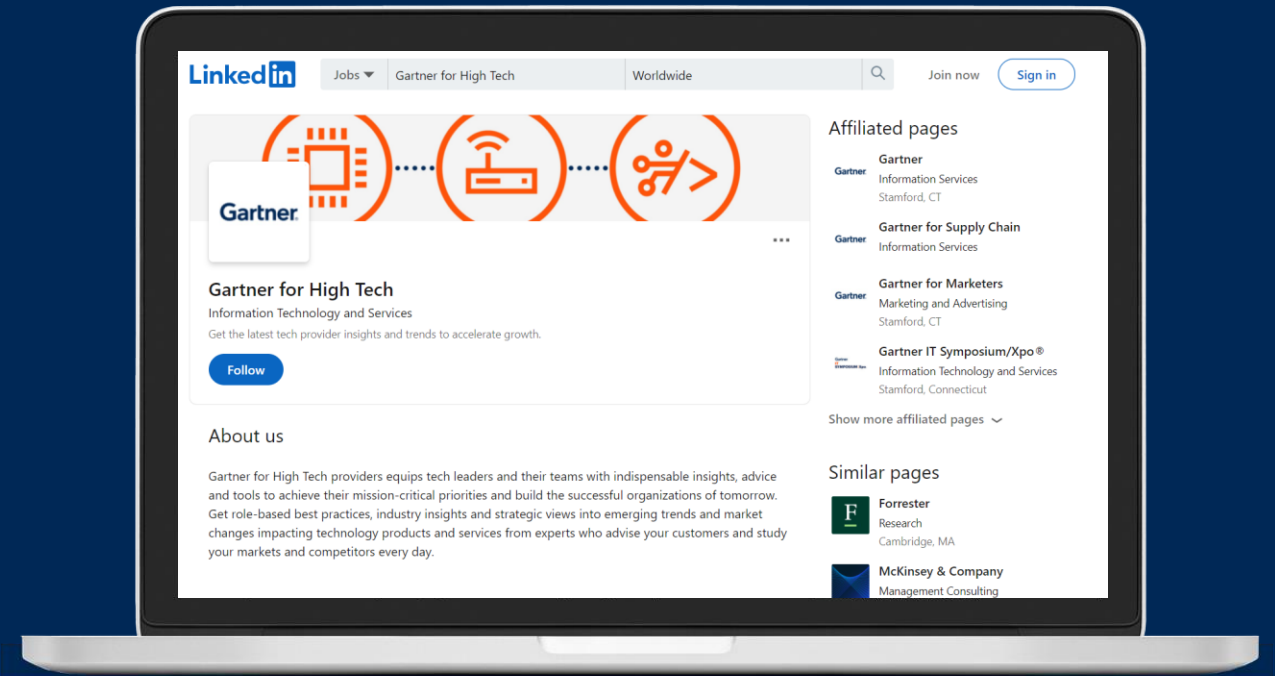 Linked in
Jobs Gartner for High Tech Worldwide Join now Sign in
Gartner
Gartner for High Tech
Information Technology and Services
Get the latest tech provider insights and trends to accelerate growth.
Follow
About us
Gartner for High Tech providers equips tech leaders and their teams with indispensable insights, advice
and tools to achieve their mission-critical priorities and build the successful organizations of tomorrow.
Get role-based best practices, industry insights and strategic views into emerging trends and market
changes impacting technology products and services from experts who advise your customers and study
your markets and competitors every day.
Affiliated pages
Gartner
Gartner
Information Services
Stamford, CT
Gartner
Gartner for Supply Chain
Information Services
Gartner
Gartner for Marketers
Marketing and Advertising
Stamford, CT
Gartner IT Symposium/Xpo®
Information Technology and Services
Stamford, Connecticut
Show more affiliated pages
Similar pages
F
Forrester
Research
Cambridge, MA
McKinsey & Company
Management Consulting